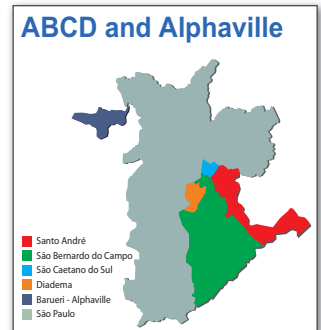 ABCD and Alphaville
Santo André
São Bernardo do Campo
São Caetano do Sul
Diadema
Barueri - Alphaville
São Paulo